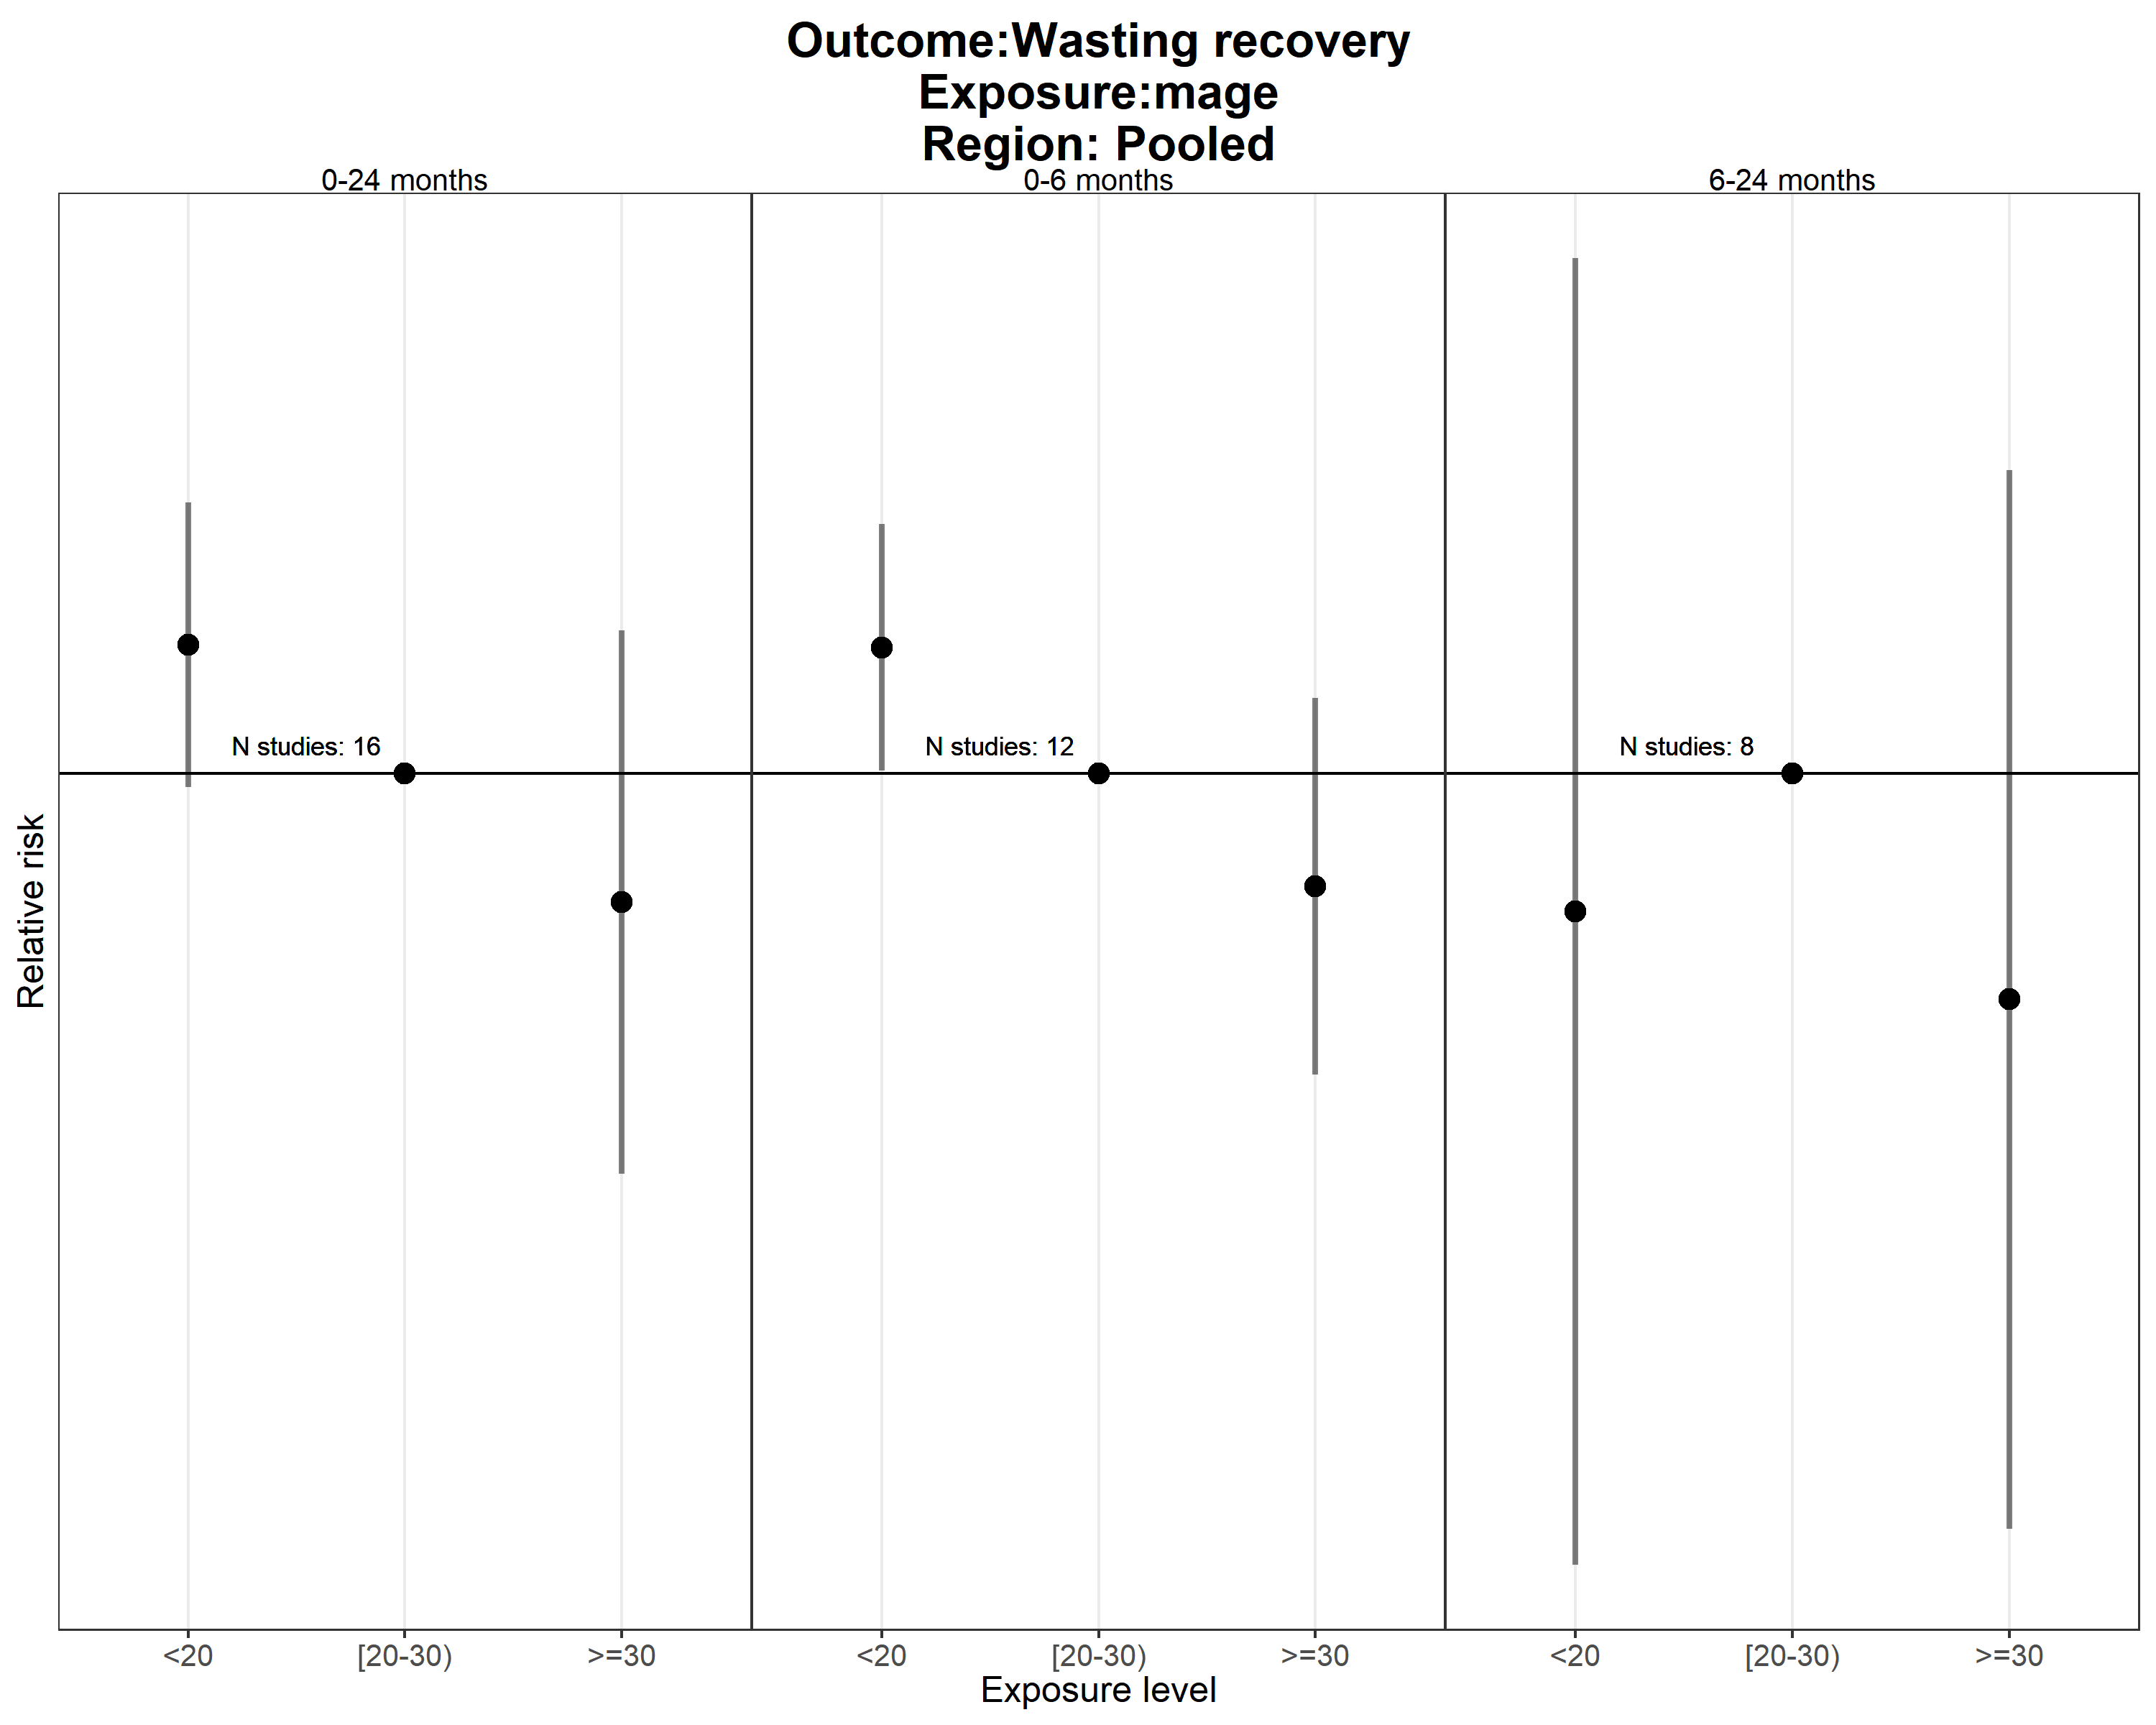 Outcome:Wasting recovery
Exposure:mage
Region: Pooled
0-24 months
0-6 months
6-24 months
N studies: 16
N studies: 12
N studies: 8
Relative risk
<20
[20-30)
>=30
<20
[20-30)
>=30
<20
[20-30)
>=30
Exposure level